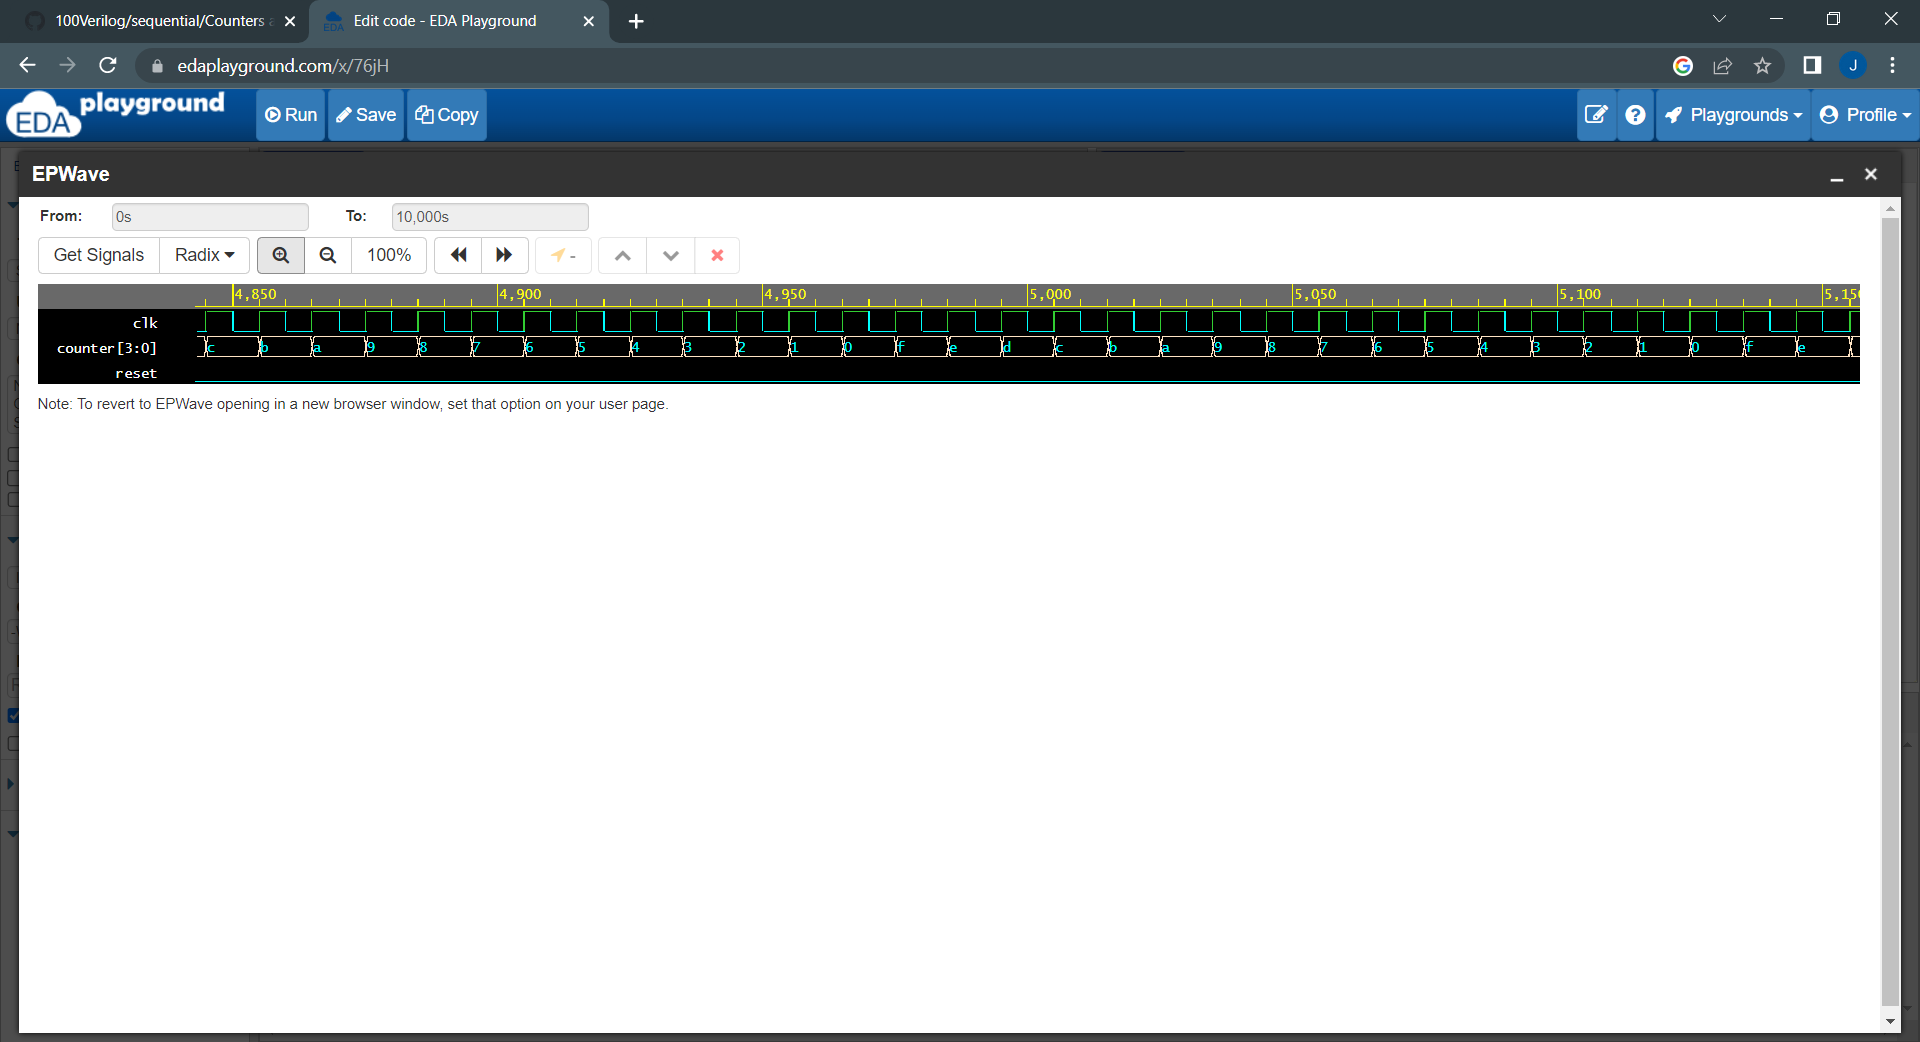 100Verilog/sequential/Counters a
Edit code - EDA Playground
edaplayground.com/x/76jH
J
EDA playground
Run
Save
Copy
Playgrounds
Profile
EPWave
From:
0s
To:
10,000s
Get Signals
Radix
100%
-
4,850 4,900 4,950 5,000 5,050 5,100 5,150
clk
counter[3:0] c b a 9 8 7 6 5 4 3 2 1 0 f e d c b a 9 8 7 6 5 4 3 2 1 0 f e
reset
Note: To revert to EPWave opening in a new browser window, set that option on your user page.